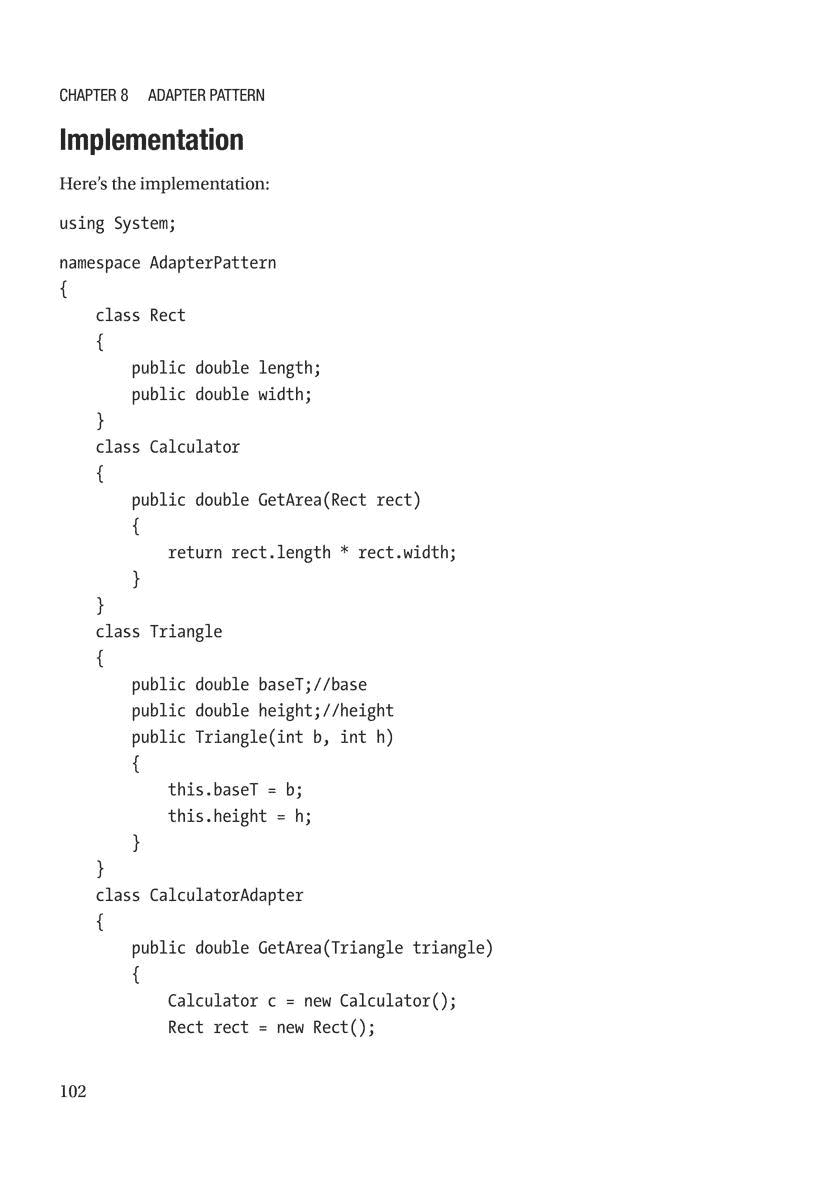 CHAPTER 8 ADAPTER PATTERN
Implementation
Here’s the implementation:
using System;
namespace AdapterPattern
{
    class Rect
    {
        public double length;
        public double width;
    }
    class Calculator
    {
        public double GetArea(Rect rect)
        {
            return rect.length * rect.width;
        }
    }
    class Triangle
    {
        public double baseT;//base
        public double height;//height
        public Triangle(int b, int h)
        {
            this.baseT = b;
            this.height = h;
        }
    }
    class CalculatorAdapter
    {
        public double GetArea(Triangle triangle)
        {
            Calculator c = new Calculator();
            Rect rect = new Rect();
102